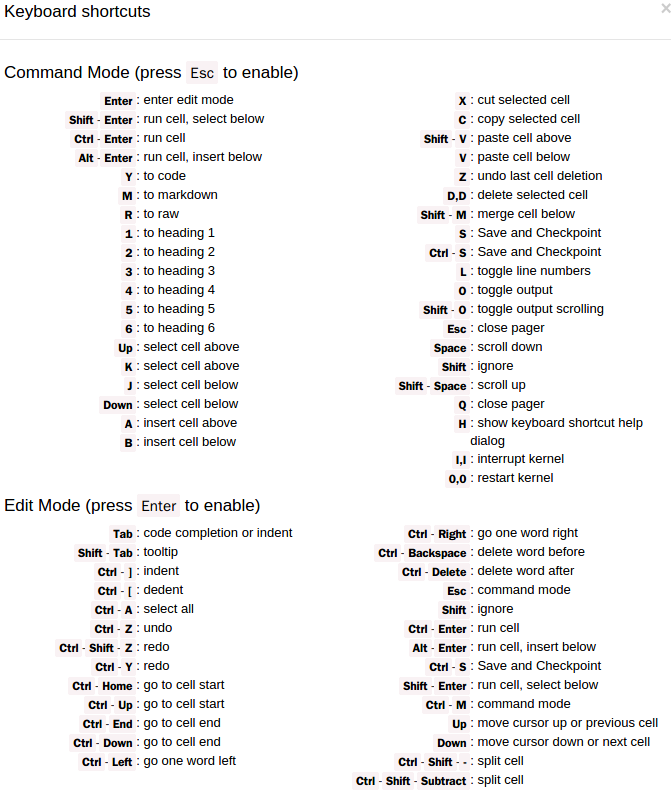 Keyboard shortcuts
×
Command Mode (press Esc to enable)
Enter : enter edit mode
Shift - Enter : run cell, select below
Ctrl - Enter : run cell
Alt - Enter : run cell, insert below
Y : to code
M : to markdown
R : to raw
1 : to heading 1
2 : to heading 2
3 : to heading 3
4 : to heading 4
5 : to heading 5
6 : to heading 6
Up : select cell above
K : select cell above
J : select cell below
Down : select cell below
A : insert cell above
B : insert cell below
X : cut selected cell
C : copy selected cell
Shift - V : paste cell above
V : paste cell below
Z : undo last cell deletion
D,D : delete selected cell
Shift - M : merge cell below
S : Save and Checkpoint
Ctrl - S : Save and Checkpoint
L : toggle line numbers
O : toggle output
Shift - O : toggle output scrolling
Esc : close pager
Space : scroll down
Shift : ignore
Shift - Space : scroll up
Q : close pager
H : show keyboard shortcut help
dialog
I,I : interrupt kernel
0,0 : restart kernel
Edit Mode (press Enter to enable)
Tab : code completion or indent
Shift - Tab : tooltip
Ctrl - ] : indent
Ctrl - [ : dedent
Ctrl - A : select all
Ctrl - Z : undo
Ctrl - Shift - Z : redo
Ctrl - Y : redo
Ctrl - Home : go to cell start
Ctrl - Up : go to cell start
Ctrl - End : go to cell end
Ctrl - Down : go to cell end
Ctrl - Left : go one word left
Ctrl - Right : go one word right
Ctrl - Backspace : delete word before
Ctrl - Delete : delete word after
Esc : command mode
Shift : ignore
Ctrl - Enter : run cell
Alt - Enter : run cell, insert below
Ctrl - S : Save and Checkpoint
Shift - Enter : run cell, select below
Ctrl - M : command mode
Up : move cursor up or previous cell
Down : move cursor down or next cell
Ctrl - Shift - - : split cell
Ctrl - Shift - Subtract : split cell